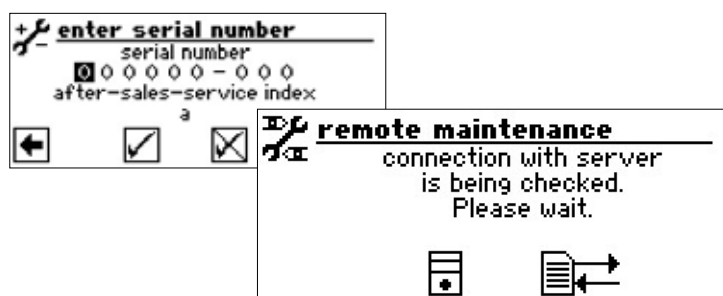 enter serial number
serial number
0 0 0 0 0 0 - 0 0 0
after-sales-service index
a
remote maintenance
connection with server
is being checked.
Please wait.